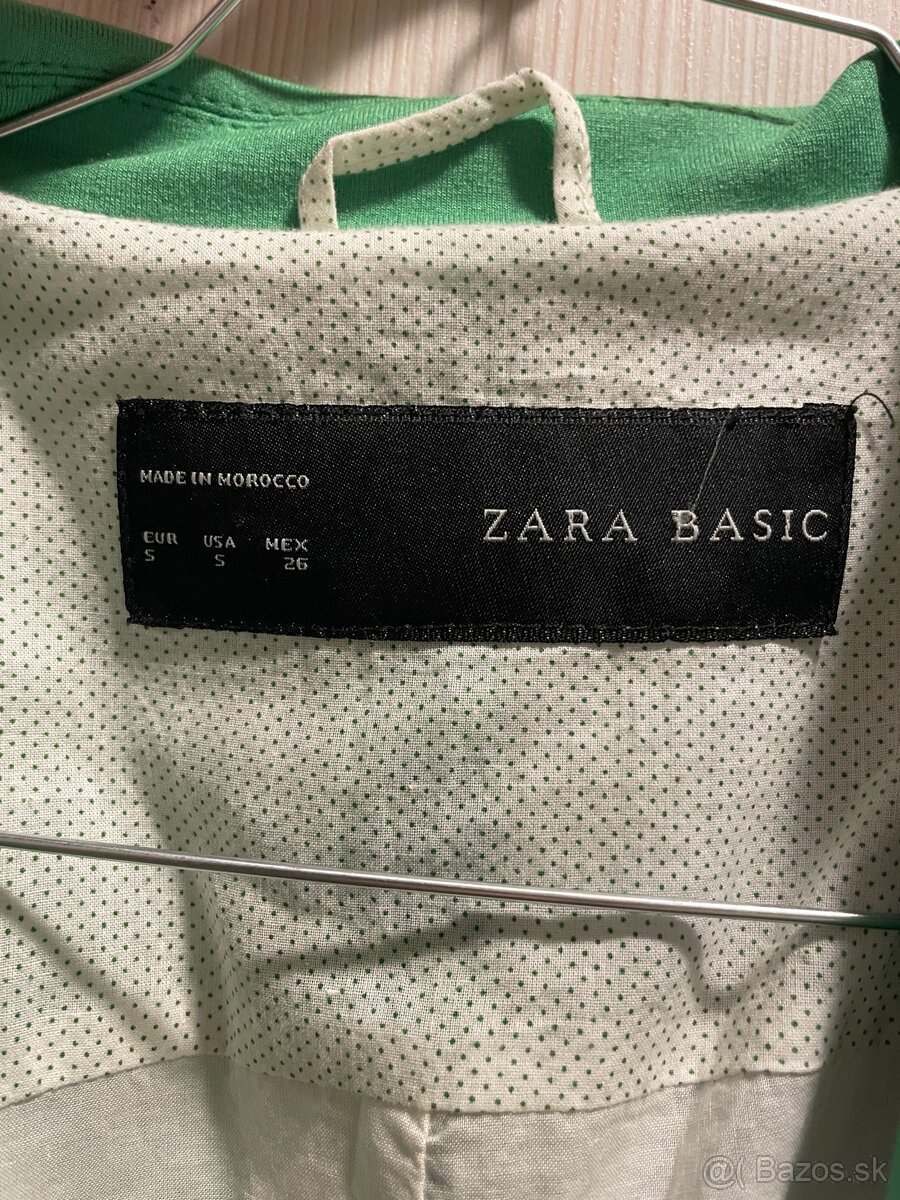 MADE IN MOROCCO
EUR USA MEX
S S 26
ZARA BASIC
@( Bazos.sk